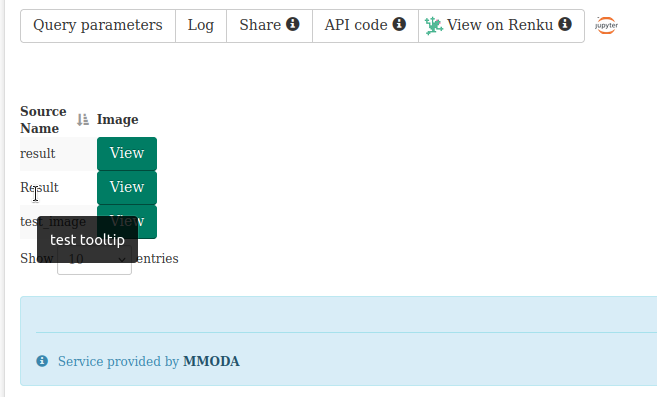 Query parameters Log Share API code View on Renku jupyter
Source Name Image
result View
Result View
test_image View
test tooltip
Show 10 entries
Service provided by MMODA